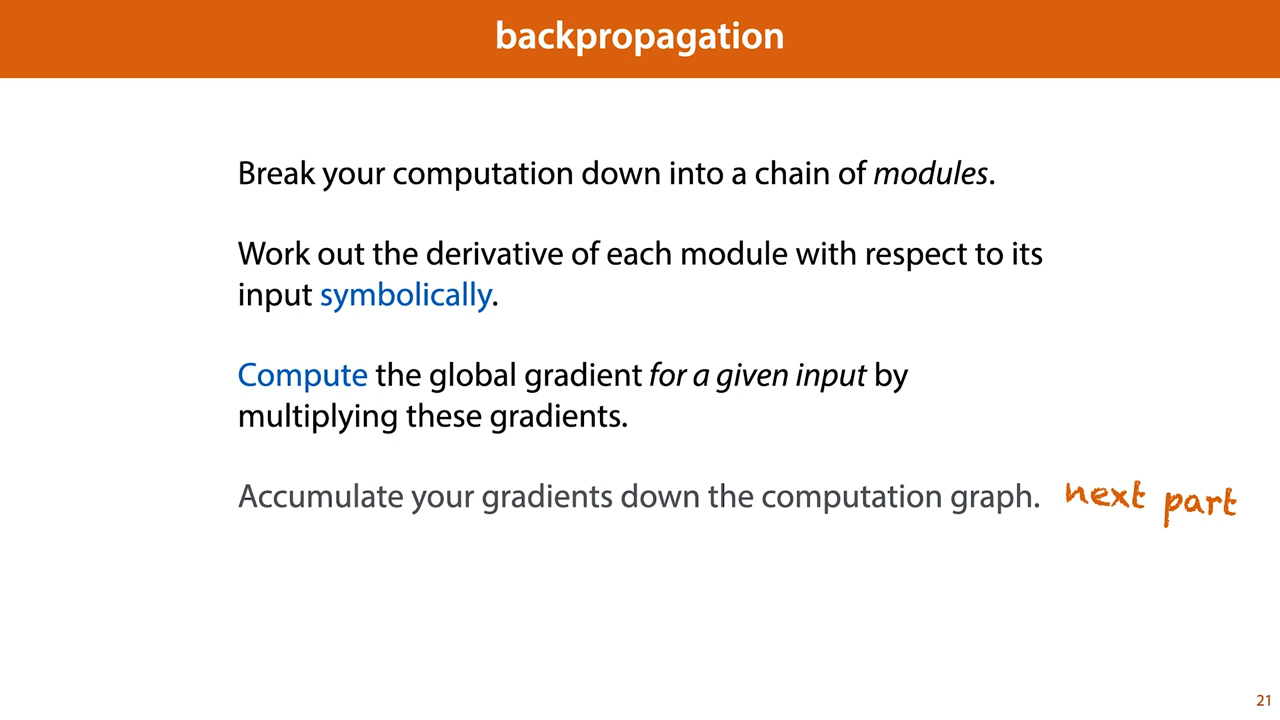 backpropagation
Break your computation down into a chain of modules.
Work out the derivative of each module with respect to its
input symbolically.
Compute the global gradient for a given input by
multiplying these gradients.
Accumulate your gradients down the computation graph. next part
21